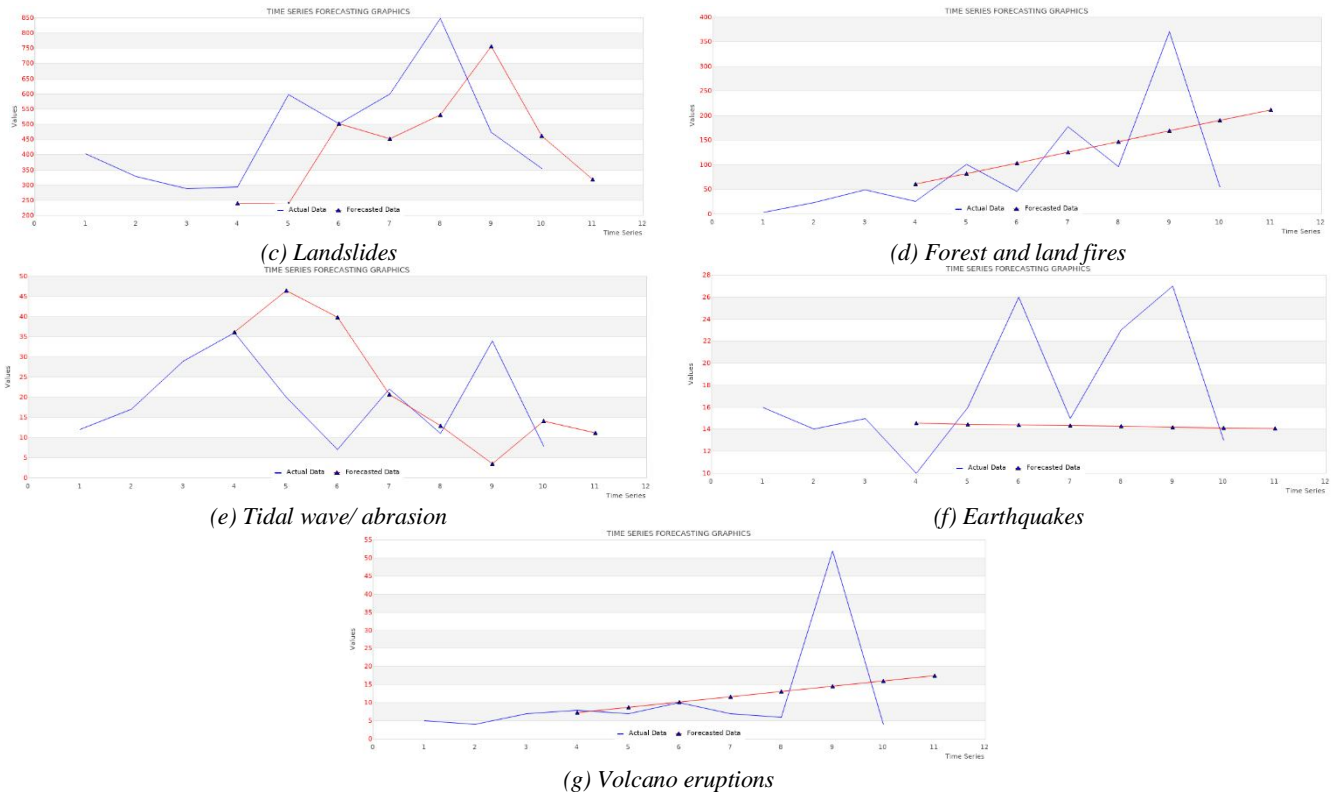 TIME SERIES FORECASTING GRAPHICS
850
800
750
700
650
600
550
500
450
400
350
300
250
200
Values
0 1 2 3 4 5 6 7 8 9 10 11 12
Actual Data Forecasted Data
Time Series
(c) Landslides
TIME SERIES FORECASTING GRAPHICS
400
350
300
250
200
150
100
50
0
Values
0 1 2 3 4 5 6 7 8 9 10 11 12
Actual Data Forecasted Data
Time Series
(d) Forest and land fires
TIME SERIES FORECASTING GRAPHICS
50
45
40
35
30
25
20
15
10
5
0
Values
0 1 2 3 4 5 6 7 8 9 10 11 12
Actual Data Forecasted Data
Time Series
(e) Tidal wave/ abrasion
TIME SERIES FORECASTING GRAPHICS
28
26
24
22
20
18
16
14
12
10
Values
0 1 2 3 4 5 6 7 8 9 10 11 12
Actual Data Forecasted Data
Time Series
(f) Earthquakes
TIME SERIES FORECASTING GRAPHICS
55
50
45
40
35
30
25
20
15
10
5
0
Values
0 1 2 3 4 5 6 7 8 9 10 11 12
Actual Data Forecasted Data
Time Series
(g) Volcano eruptions